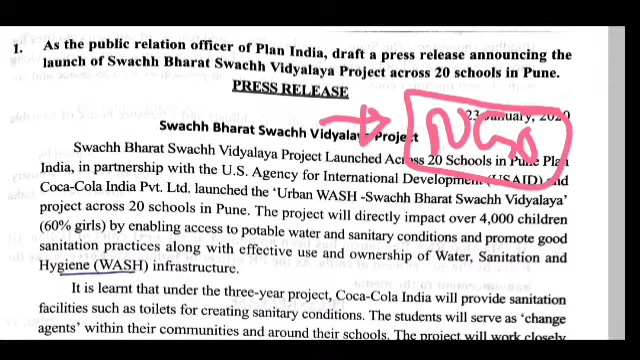 1. As the public relation officer of Plan India, draft a press release announcing the
launch of Swachh Bharat Swachh Vidyalaya Project across 20 schools in Pune.
PRESS RELEASE
23 January, 2020
Swachh Bharat Swachh Vidyalaya Project
NGO
Swachh Bharat Swachh Vidyalaya Project Launched Across 20 Schools in Pune Plan
India, in partnership with the U.S. Agency for International Development (USAID) and
Coca-Cola India Pvt. Ltd. launched the 'Urban WASH -Swachh Bharat Swachh Vidyalaya'
project across 20 schools in Pune. The project will directly impact over 4,000 children
(60% girls) by enabling access to potable water and sanitary conditions and promote good
sanitation practices along with effective use and ownership of Water, Sanitation and
Hygiene (WASH) infrastructure.
It is learnt that under the three-year project, Coca-Cola India will provide sanitation
facilities such as toilets for creating sanitary conditions. The students will serve as 'change
agents' within their communities and around their schools. The project will work closely